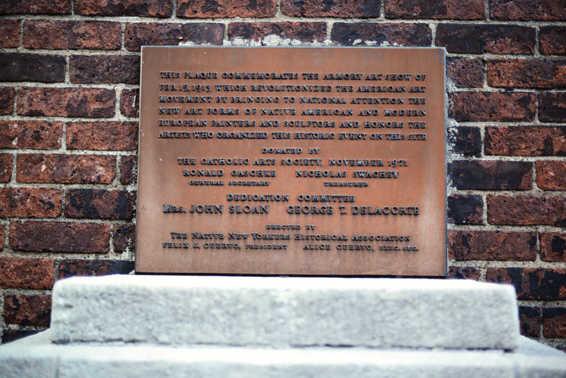 THIS PLAQUE COMMEMORATES THE ARMORY ART SHOW OF
FEB. 17, 1913 WHICH REVOLUTIONIZED THE AMERICAN ART
MOVEMENT BY BRINGING TO NATIONAL ATTENTION THE
NEW ART FORMS OF NATIVE AMERICAN AND MODERN
EUROPEAN PAINTERS AND SCULPTORS AND HONORS THE
ARTISTS WHO ORGANIZED THIS HISTORIC EVENT ON THIS SITE
DONATED BY
THE CATHOLIC ARTS SOCIETY, NOVEMBER 1971
RONALD GASCHKE NICHOLAS SWACKEY
GENERAL SECRETARY TREASURER
DEDICATION COMMITTEE
MRS. JOHN SLOAN GEORGE T. DELACORTE
ERECTED BY
THE NATIVE NEW YORKERS HISTORICAL ASSOCIATION
FELIX J. CUERVO, PRESIDENT ALICE CUERVO,